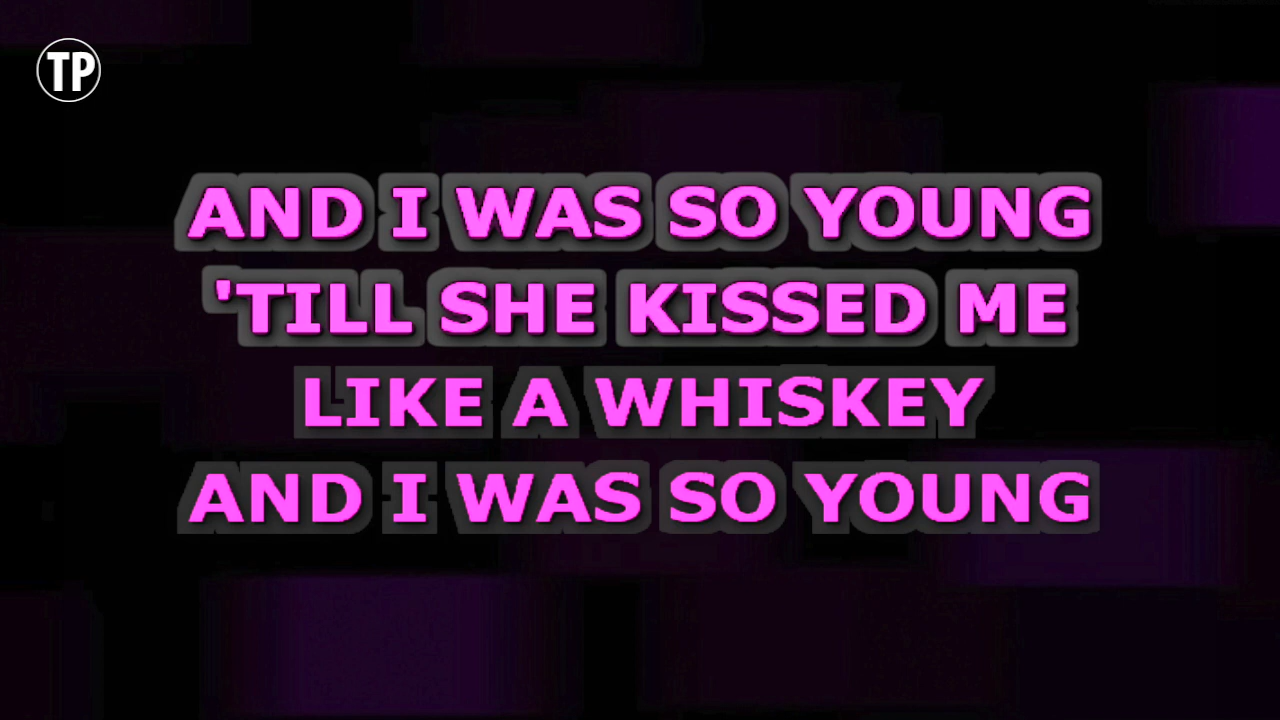 TP
AND I WAS SO YOUNG
'TILL SHE KISSED ME
LIKE A WHISKEY
AND I WAS SO YOUNG